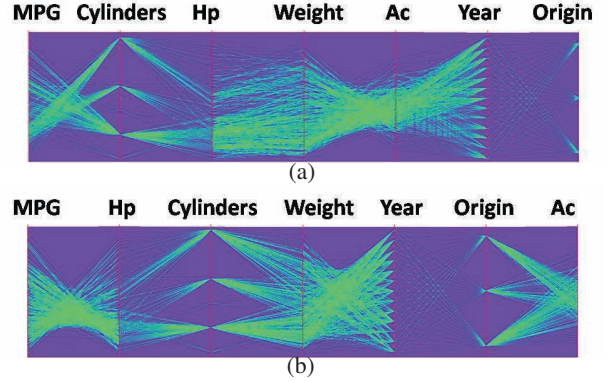 MPG Cylinders Hp Weight Ac Year Origin
(a)
MPG Hp Cylinders Weight Year Origin Ac
(b)